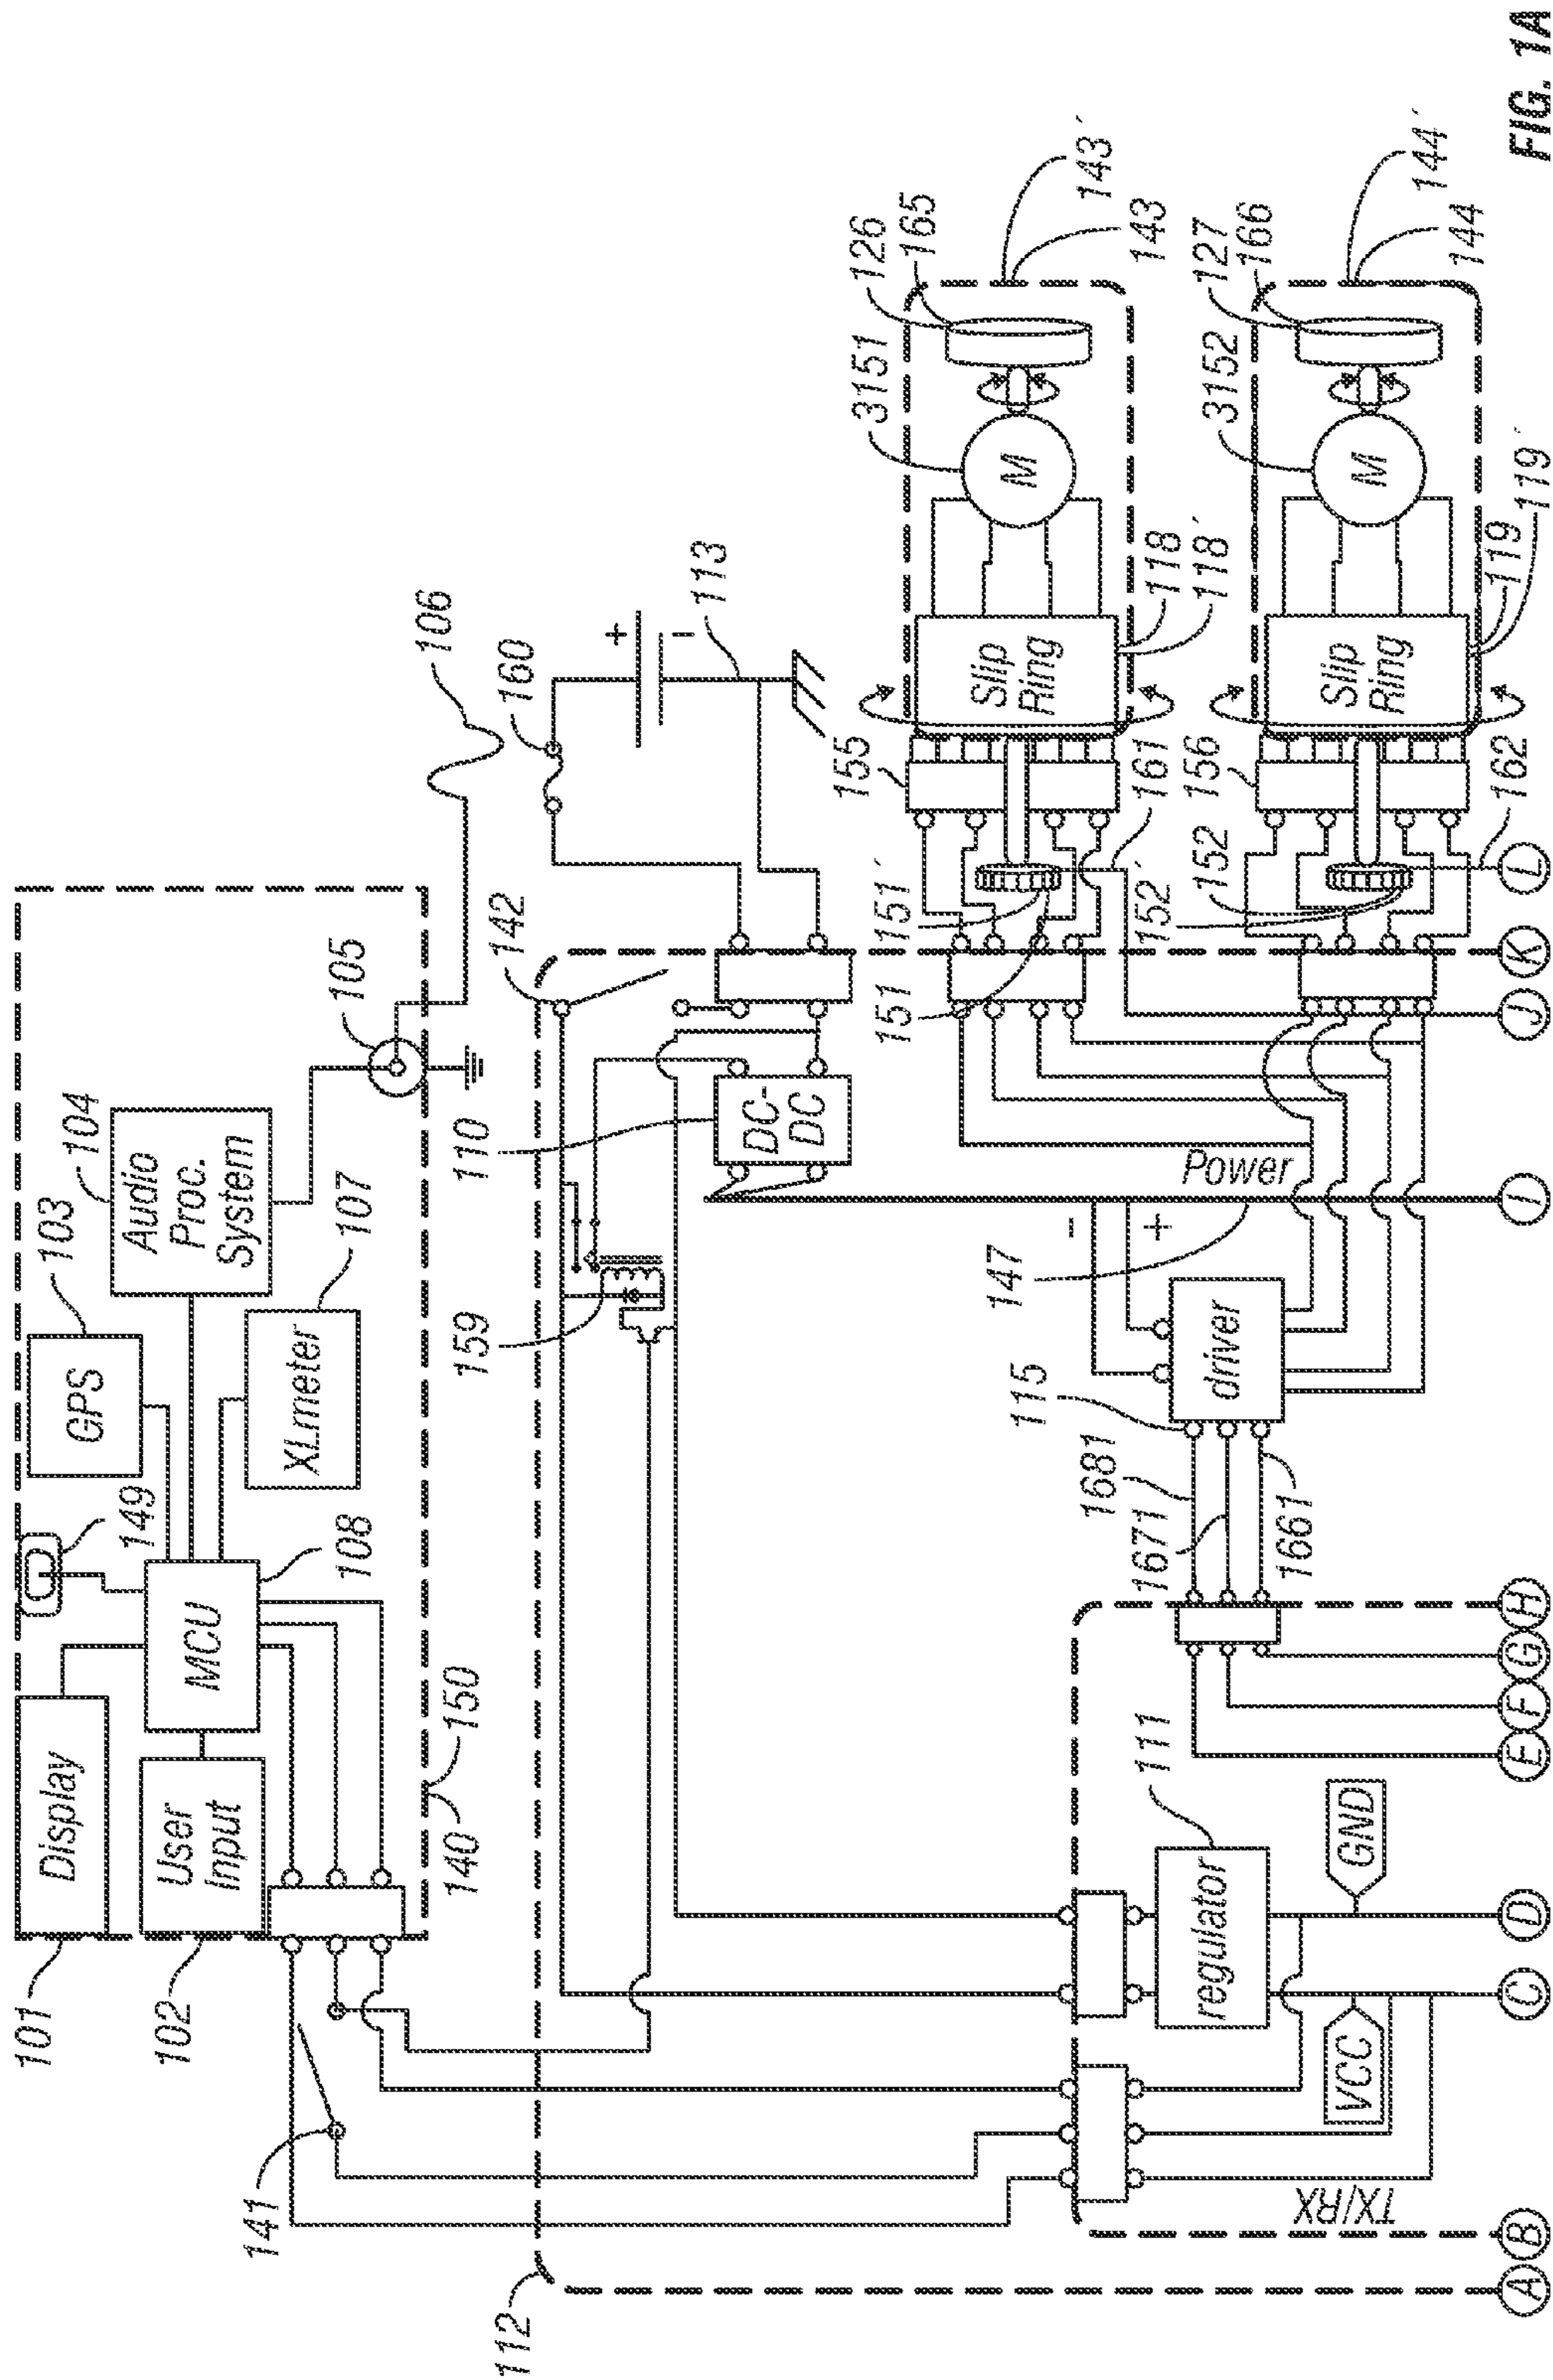 101
Display
102
User
Input
MCU
149
108
GPS
103
Audio
Proc.
System
104
XLmeter
107
105
106
140
150
141
112
142
160
+
−
113
110
DC-
DC
159
Power
147
−
+
driver
115
1681
1671
1661
regulator
111
VCC
GND
TX/RX
151
151´
155
161
Slip
Ring
118
118´
M
3151
126
165
143
143´
152´
152
156
162
Slip
Ring
119
119´
M
3152
127
166
144
144´
A
B
C
D
E
F
G
H
I
J
K
L
FIG. 1A